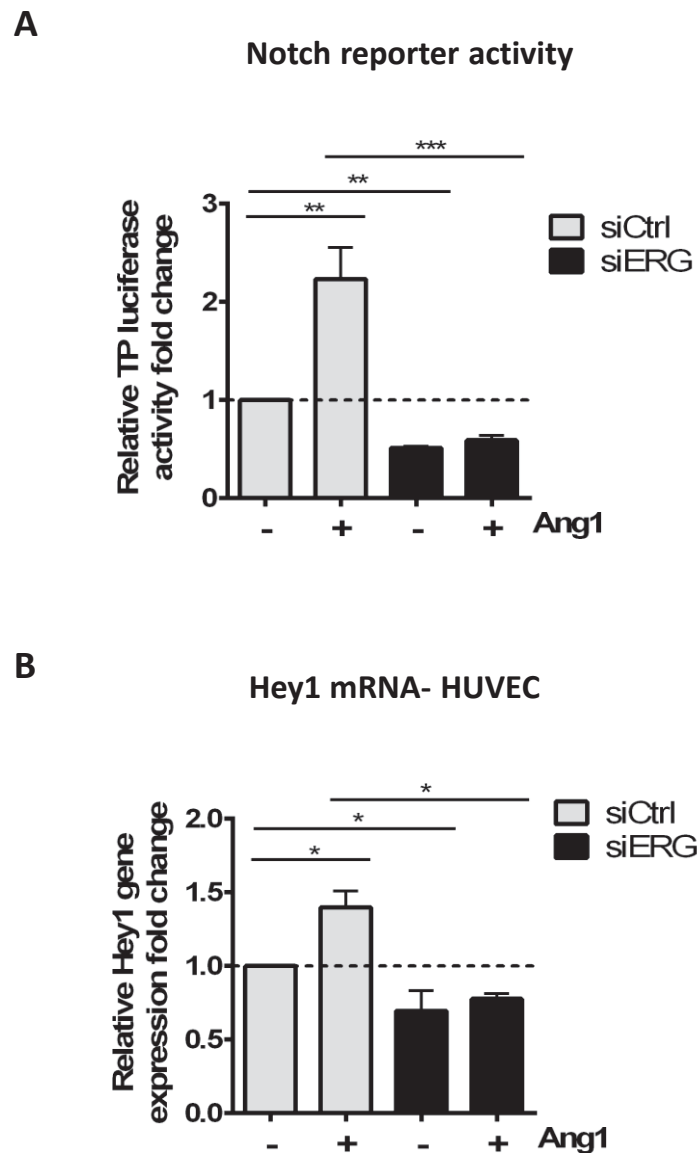 A
Notch reporter activity
***
**
**
Relative TP luciferase
activity fold change
3
2
1
0
siCtrl
siERG
- + - + Ang1
B
Hey1 mRNA- HUVEC
*
*
*
Relative Hey1 gene
expression fold change
2.0
1.5
1.0
0.5
0.0
siCtrl
siERG
- + - + Ang1